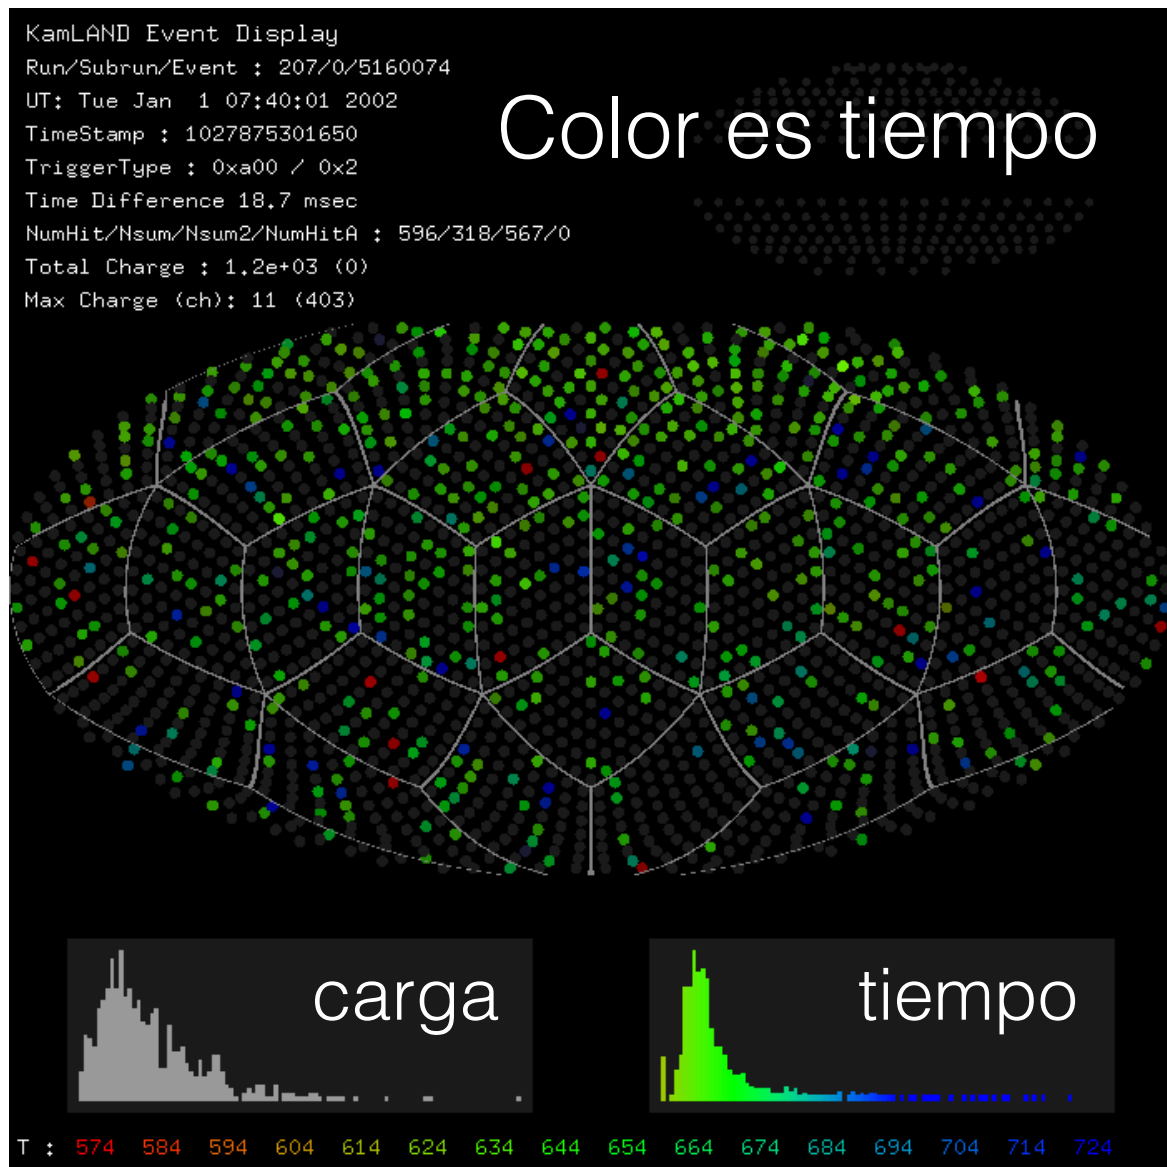 KamLAND Event Display
Run/Subrun/Event : 207/0/5160074
UT: Tue Jan  1 07:40:01 2002
TimeStamp : 1027875301650
TriggerType : 0xa00 / 0x2
Time Difference 18.7 msec
NumHit/Nsum/Nsum2/NumHitA : 596/318/567/0
Total Charge : 1.2e+03 (0)
Max Charge (ch): 11 (403)
Color es tiempo
carga
tiempo
T : 574 584 594 604 614 624 634 644 654 664 674 684 694 704 714 724